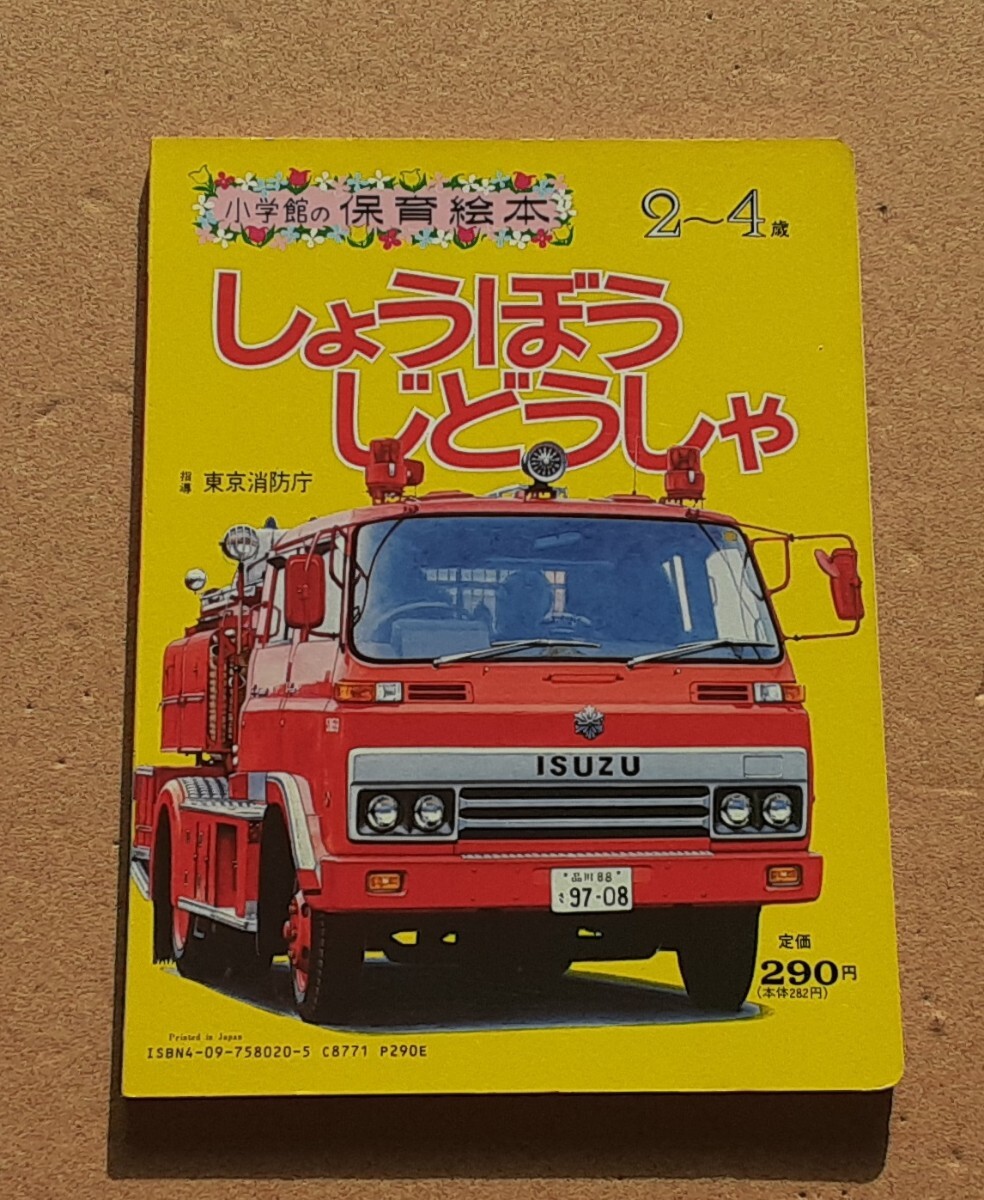 小学館の保育絵本
2〜4歳
しょうぼう
じどうしゃ
指導 東京消防庁
ISUZU
品川 88
さ 97-08
定価
290円
(本体282円)
Printed in Japan
ISBN4-09-758020-5 C8771 P290E